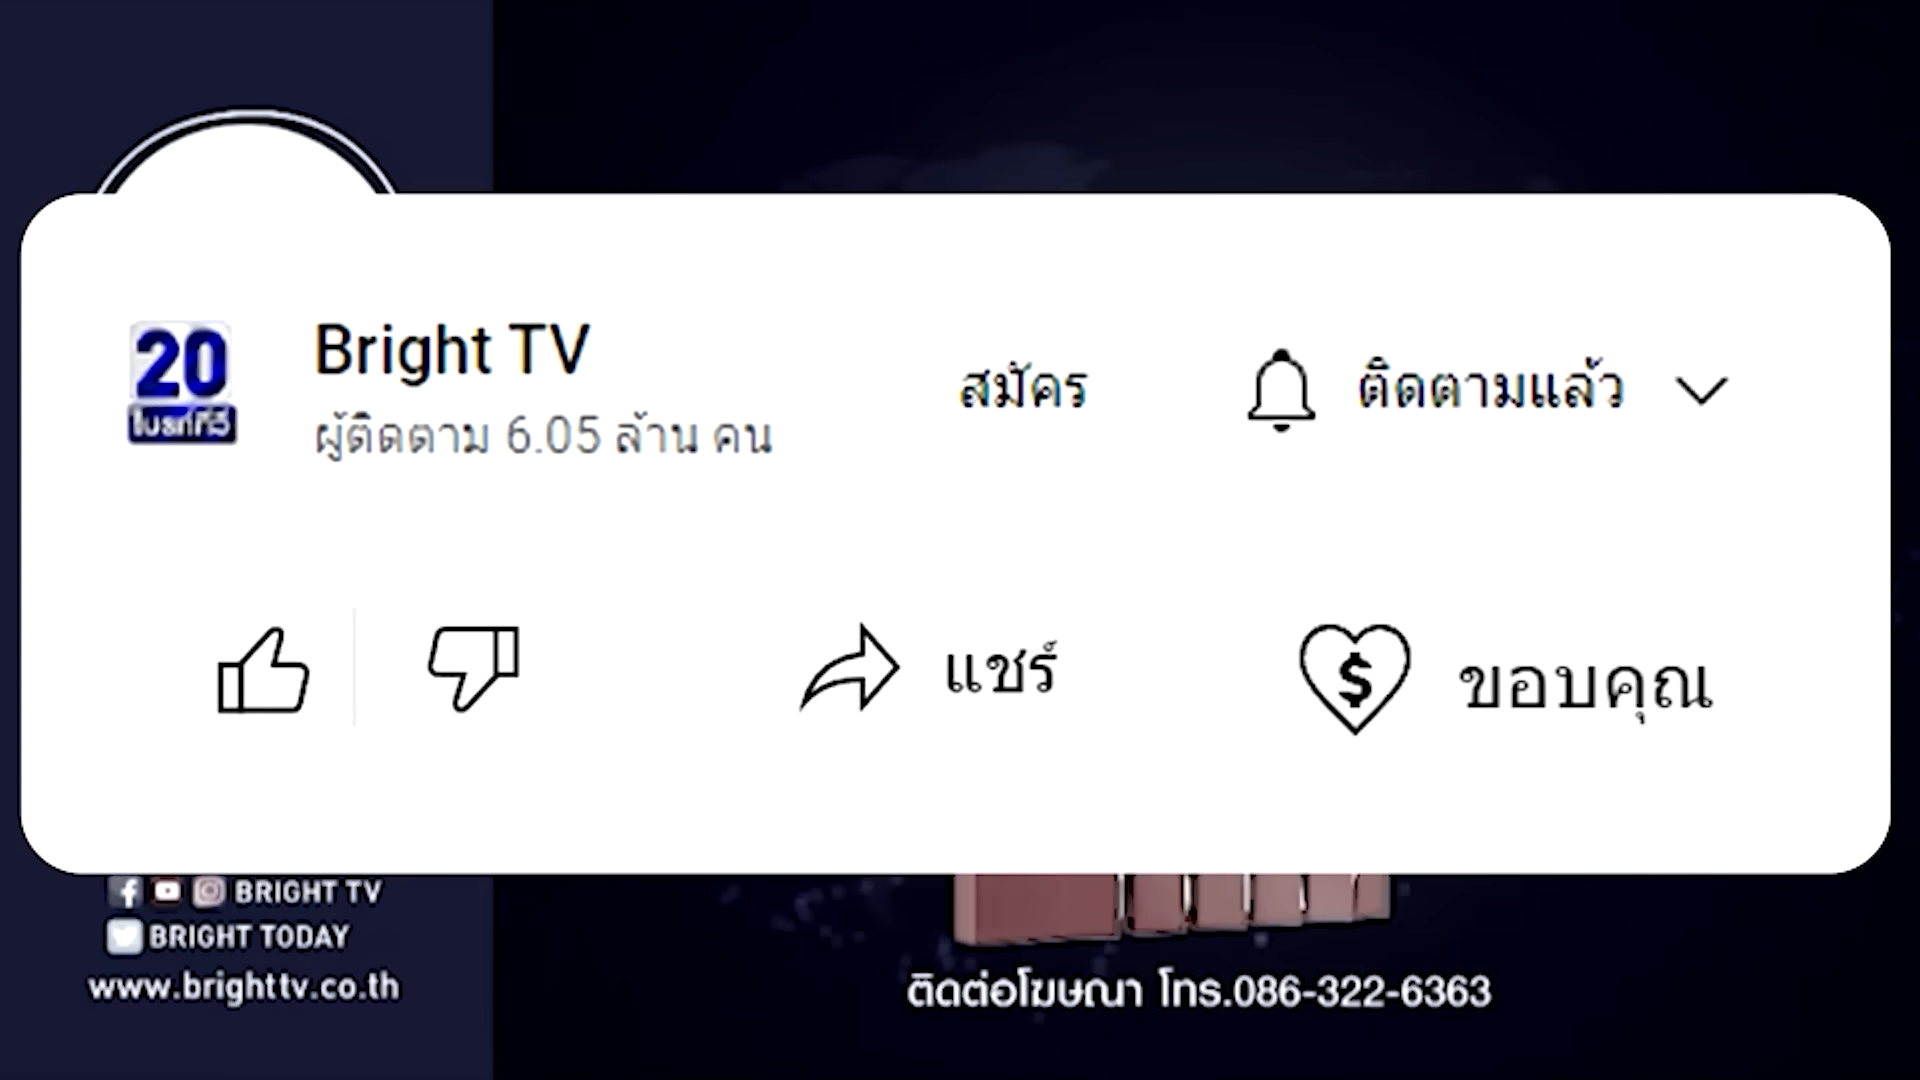 20
ไบรท์ทีวี
Bright TV
ผู้ติดตาม 6.05 ล้าน คน
สมัคร
ติดตามแล้ว
แชร์
$
ขอบคุณ
BRIGHT TV
BRIGHT TODAY
www.brighttv.co.th
ติดต่อโฆษณา โทร.086-322-6363